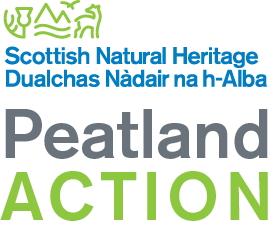 Scottish Natural Heritage
Dualchas Nàdair na h-Alba
Peatland
ACTION